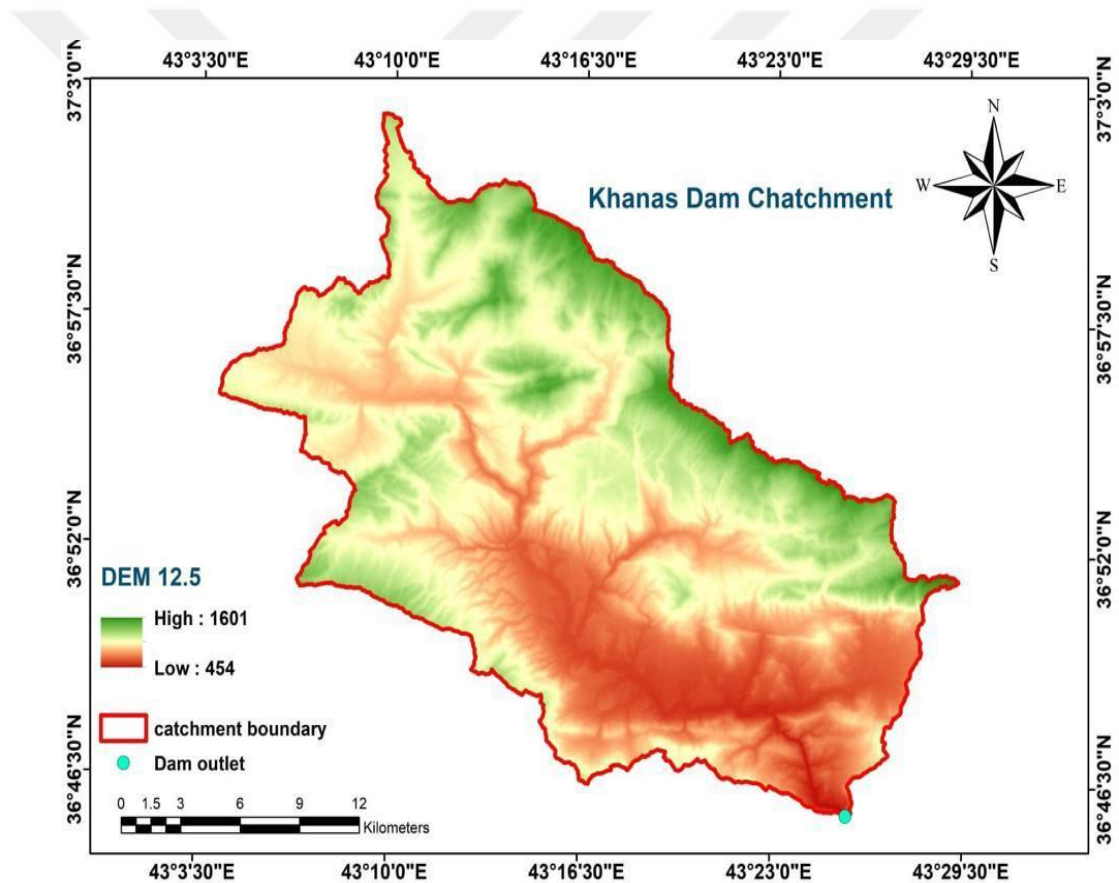 43°3'30"E 43°10'0"E 43°16'30"E 43°23'0"E 43°29'30"E
37°3'0"N
37°3'0"N
N
W
E
S
Khanas Dam Chatchment
36°57'30"N
36°57'30"N
36°52'0"N
36°52'0"N
DEM 12.5
High : 1601
Low : 454
catchment boundary
Dam outlet
36°46'30"N
36°46'30"N
0 1.5 3 6 9 12
Kilometers
43°3'30"E 43°10'0"E 43°16'30"E 43°23'0"E 43°29'30"E